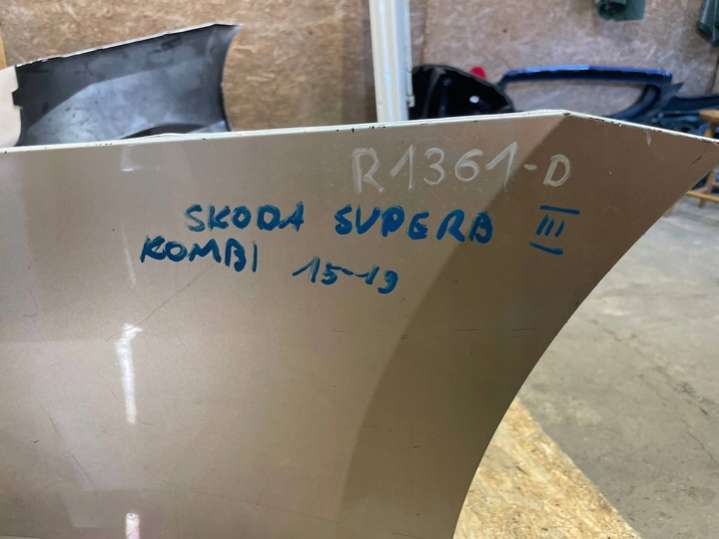 R1361-D
SKODA SUPERB III
KOMBI 15-19